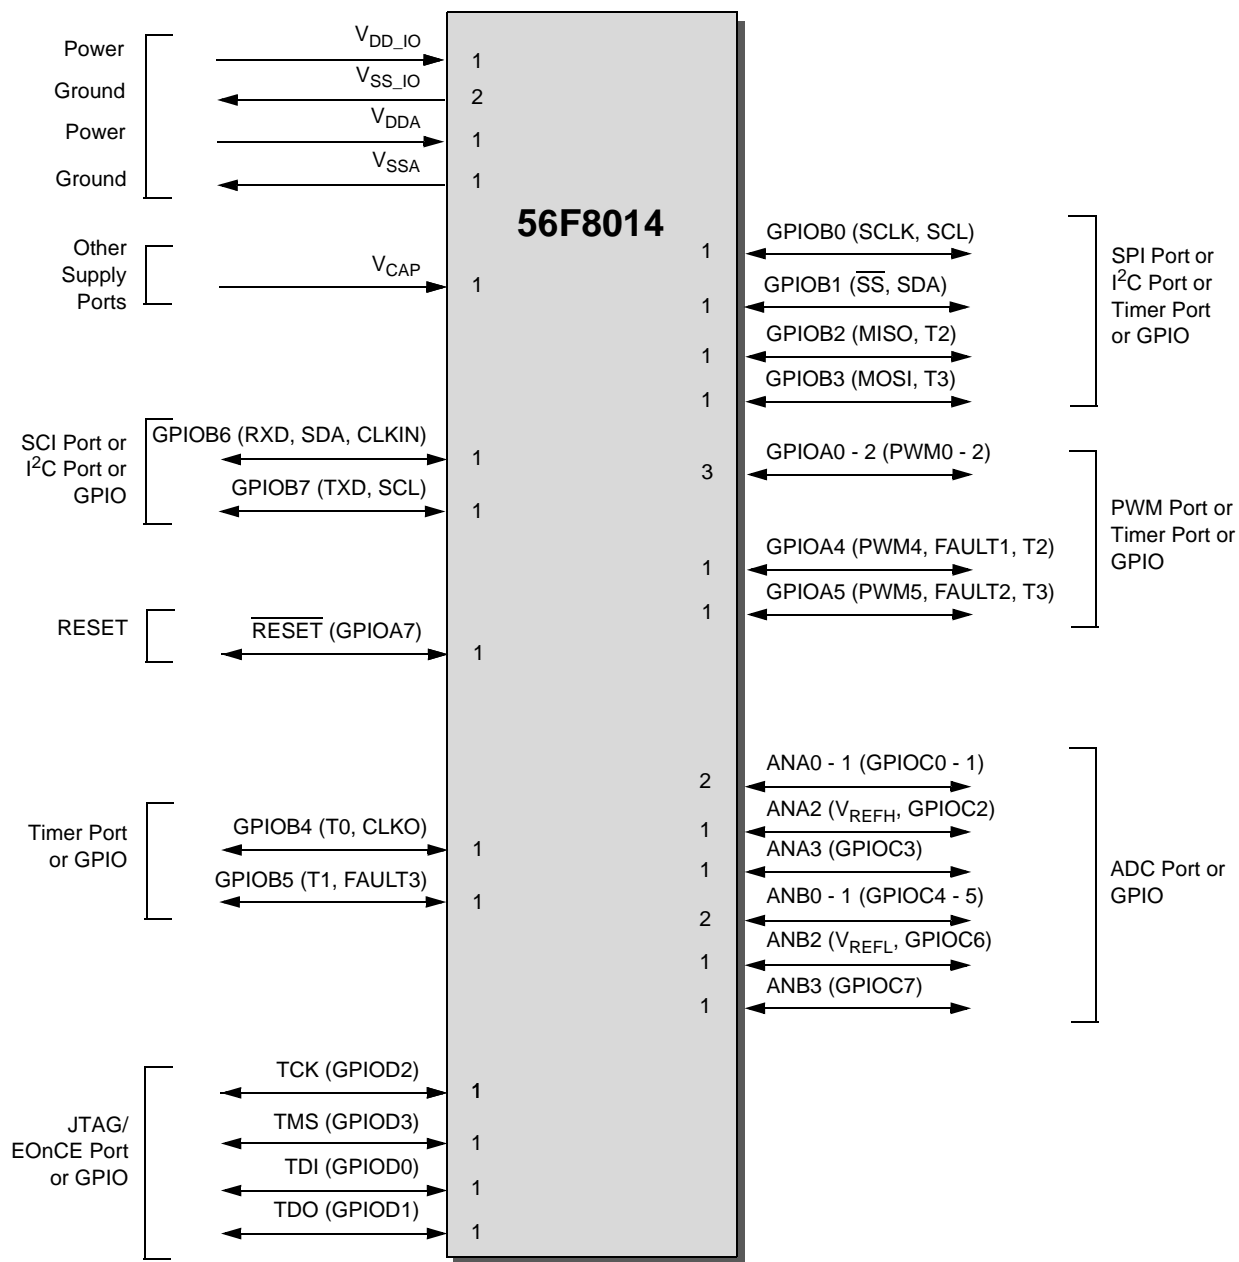 56F8014
Power
V_DD_IO
1
Ground
V_SS_IO
2
Power
V_DDA
1
Ground
V_SSA
1
Other
Supply
Ports
V_CAP
1
SCI Port or
I²C Port or
GPIO
GPIOB6 (RXD, SDA, CLKIN)
1
GPIOB7 (TXD, SCL)
1
RESET
RESET (GPIOA7)
1
Timer Port
or GPIO
GPIOB4 (T0, CLKO)
1
GPIOB5 (T1, FAULT3)
1
JTAG/
EOnCE Port
or GPIO
TCK (GPIOD2)
1
TMS (GPIOD3)
1
TDI (GPIOD0)
1
TDO (GPIOD1)
1
GPIOB0 (SCLK, SCL)
1
GPIOB1 (SS, SDA)
1
GPIOB2 (MISO, T2)
1
GPIOB3 (MOSI, T3)
1
SPI Port or
I²C Port or
Timer Port
or GPIO
GPIOA0 - 2 (PWM0 - 2)
3
GPIOA4 (PWM4, FAULT1, T2)
1
GPIOA5 (PWM5, FAULT2, T3)
1
PWM Port or
Timer Port or
GPIO
ANA0 - 1 (GPIOC0 - 1)
2
ANA2 (V_REFH, GPIOC2)
1
ANA3 (GPIOC3)
1
ANB0 - 1 (GPIOC4 - 5)
2
ANB2 (V_REFL, GPIOC6)
1
ANB3 (GPIOC7)
1
ADC Port or
GPIO